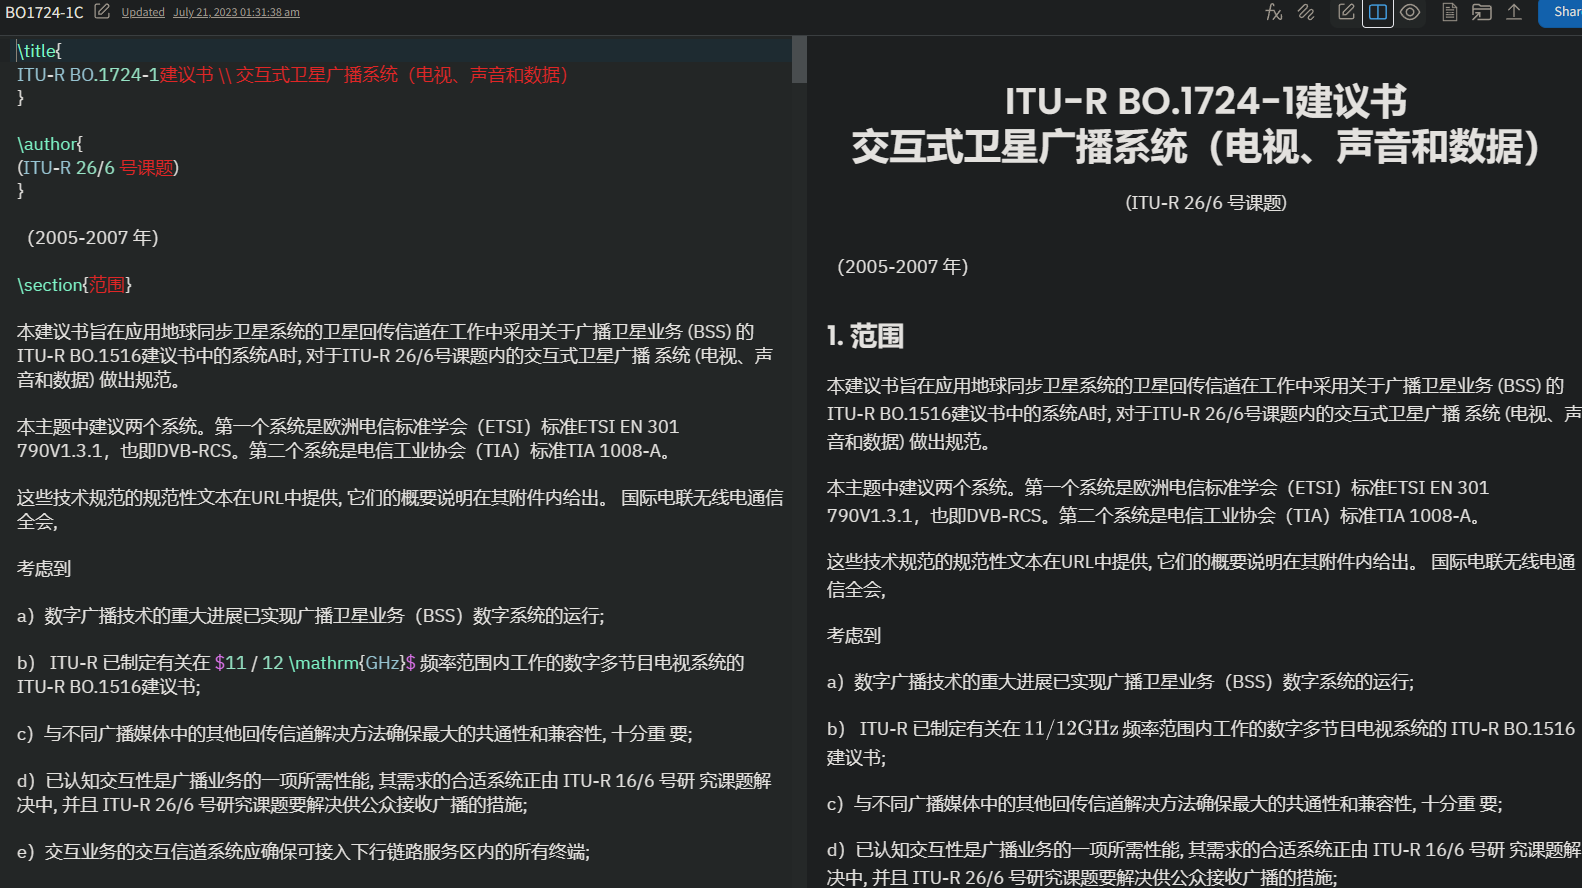 BO1724-1C Updated July 21, 2023 01:31:38 am
Shar
\title{
ITU-R BO.1724-1建议书 \\ 交互式卫星广播系统（电视、声音和数据）
}
\author{
(ITU-R 26/6 号课题)
}
（2005-2007 年）
\section{范围}
本建议书旨在应用地球同步卫星系统的卫星回传信道在工作中采用关于广播卫星业务 (BSS) 的
ITU-R BO.1516建议书中的系统A时, 对于ITU-R 26/6号课题内的交互式卫星广播 系统 (电视、声
音和数据) 做出规范。
本主题中建议两个系统。第一个系统是欧洲电信标准学会（ETSI）标准ETSI EN 301
790V1.3.1，也即DVB-RCS。第二个系统是电信工业协会（TIA）标准TIA 1008-A。
这些技术规范的规范性文本在URL中提供, 它们的概要说明在其附件内给出。 国际电联无线电通信
全会,
考虑到
a）数字广播技术的重大进展已实现广播卫星业务（BSS）数字系统的运行;
b） ITU-R 已制定有关在 $11 / 12 \mathrm{GHz}$ 频率范围内工作的数字多节目电视系统的
ITU-R BO.1516建议书;
c）与不同广播媒体中的其他回传信道解决方法确保最大的共通性和兼容性, 十分重 要;
d）已认知交互性是广播业务的一项所需性能, 其需求的合适系统正由 ITU-R 16/6 号研 究课题解
决中, 并且 ITU-R 26/6 号研究课题要解决供公众接收广播的措施;
e）交互业务的交互信道系统应确保可接入下行链路服务区内的所有终端;
ITU-R BO.1724-1建议书
交互式卫星广播系统（电视、声音和数据）
(ITU-R 26/6 号课题)
（2005-2007 年）
1. 范围
本建议书旨在应用地球同步卫星系统的卫星回传信道在工作中采用关于广播卫星业务 (BSS) 的
ITU-R BO.1516建议书中的系统A时, 对于ITU-R 26/6号课题内的交互式卫星广播 系统 (电视、声
音和数据) 做出规范。
本主题中建议两个系统。第一个系统是欧洲电信标准学会（ETSI）标准ETSI EN 301
790V1.3.1，也即DVB-RCS。第二个系统是电信工业协会（TIA）标准TIA 1008-A。
这些技术规范的规范性文本在URL中提供, 它们的概要说明在其附件内给出。 国际电联无线电通
信全会,
考虑到
a）数字广播技术的重大进展已实现广播卫星业务（BSS）数字系统的运行;
b） ITU-R 已制定有关在 11/12GHz 频率范围内工作的数字多节目电视系统的 ITU-R BO.1516
建议书;
c）与不同广播媒体中的其他回传信道解决方法确保最大的共通性和兼容性, 十分重 要;
d）已认知交互性是广播业务的一项所需性能, 其需求的合适系统正由 ITU-R 16/6 号研 究课题解
决中, 并且 ITU-R 26/6 号研究课题要解决供公众接收广播的措施;